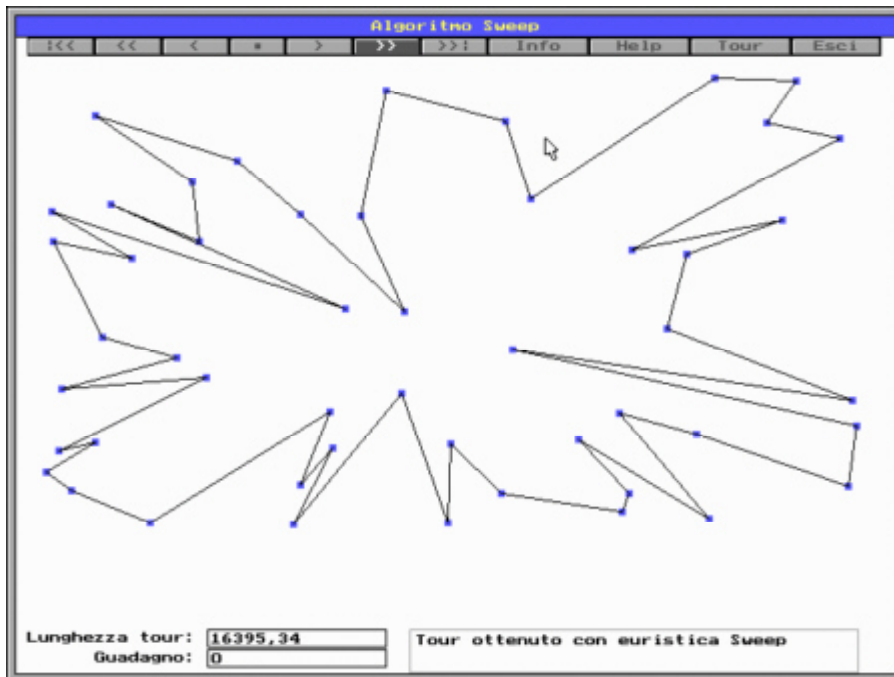 Algoritmo Sweep
|<< << < ▪ > >> >>| Info Help Tour Esci
Lunghezza tour: 16395,34
Guadagno: 0
Tour ottenuto con euristica Sweep